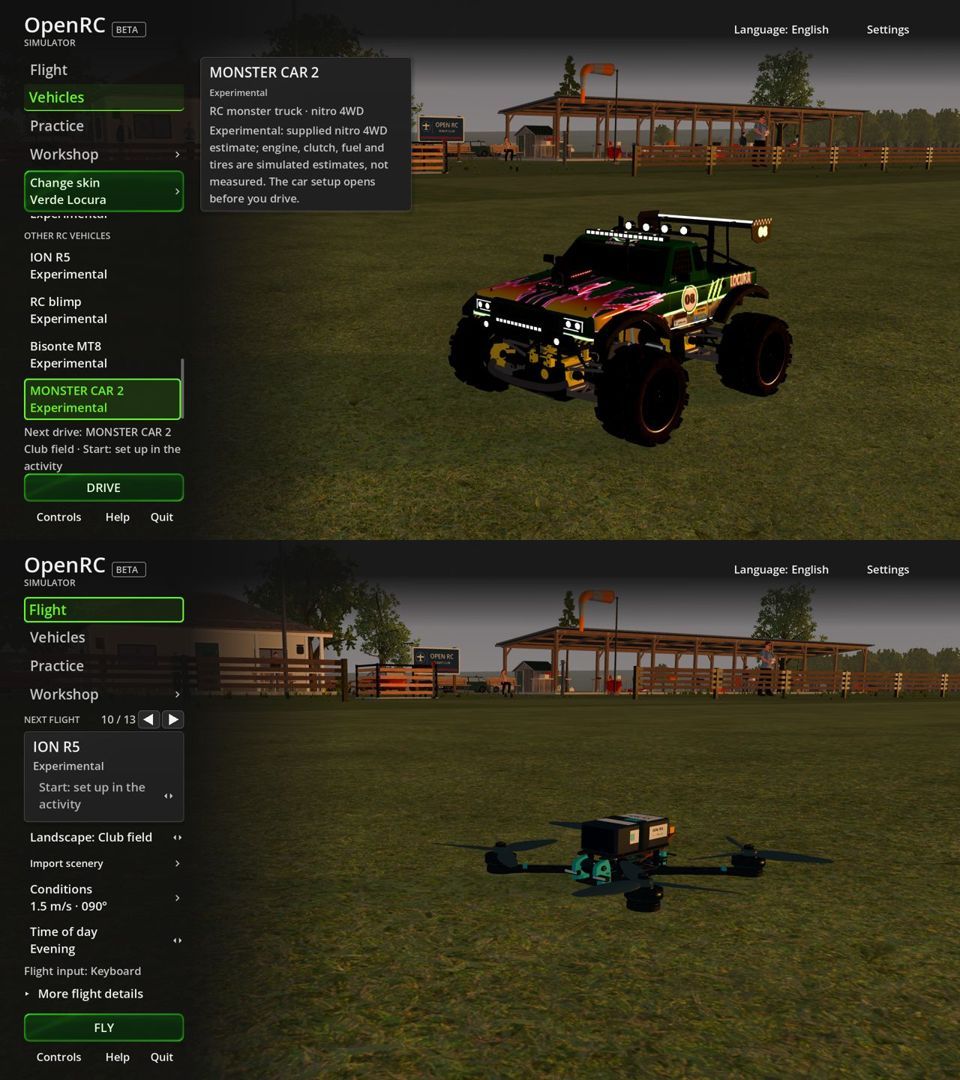 OpenRC BETA
SIMULATOR
Language: English
Settings
Flight
Vehicles
Practice
Workshop
Change skin
Verde Locura
Experimental
OTHER RC VEHICLES
ION R5
Experimental
RC blimp
Experimental
Bisonte MT8
Experimental
MONSTER CAR 2
Experimental
Next drive: MONSTER CAR 2
Club field · Start: set up in the
activity
DRIVE
Controls Help Quit
MONSTER CAR 2
Experimental
RC monster truck · nitro 4WD
Experimental: supplied nitro 4WD
estimate; engine, clutch, fuel and
tires are simulated estimates, not
measured. The car setup opens
before you drive.
OPEN RC
08
LOCURA
08
OpenRC BETA
SIMULATOR
Language: English
Settings
Flight
Vehicles
Practice
Workshop
NEXT FLIGHT 10 / 13
ION R5
Experimental
Start: set up in the
activity
Landscape: Club field
Import scenery
Conditions
1.5 m/s · 090°
Time of day
Evening
Flight input: Keyboard
More flight details
FLY
Controls Help Quit
OPEN RC